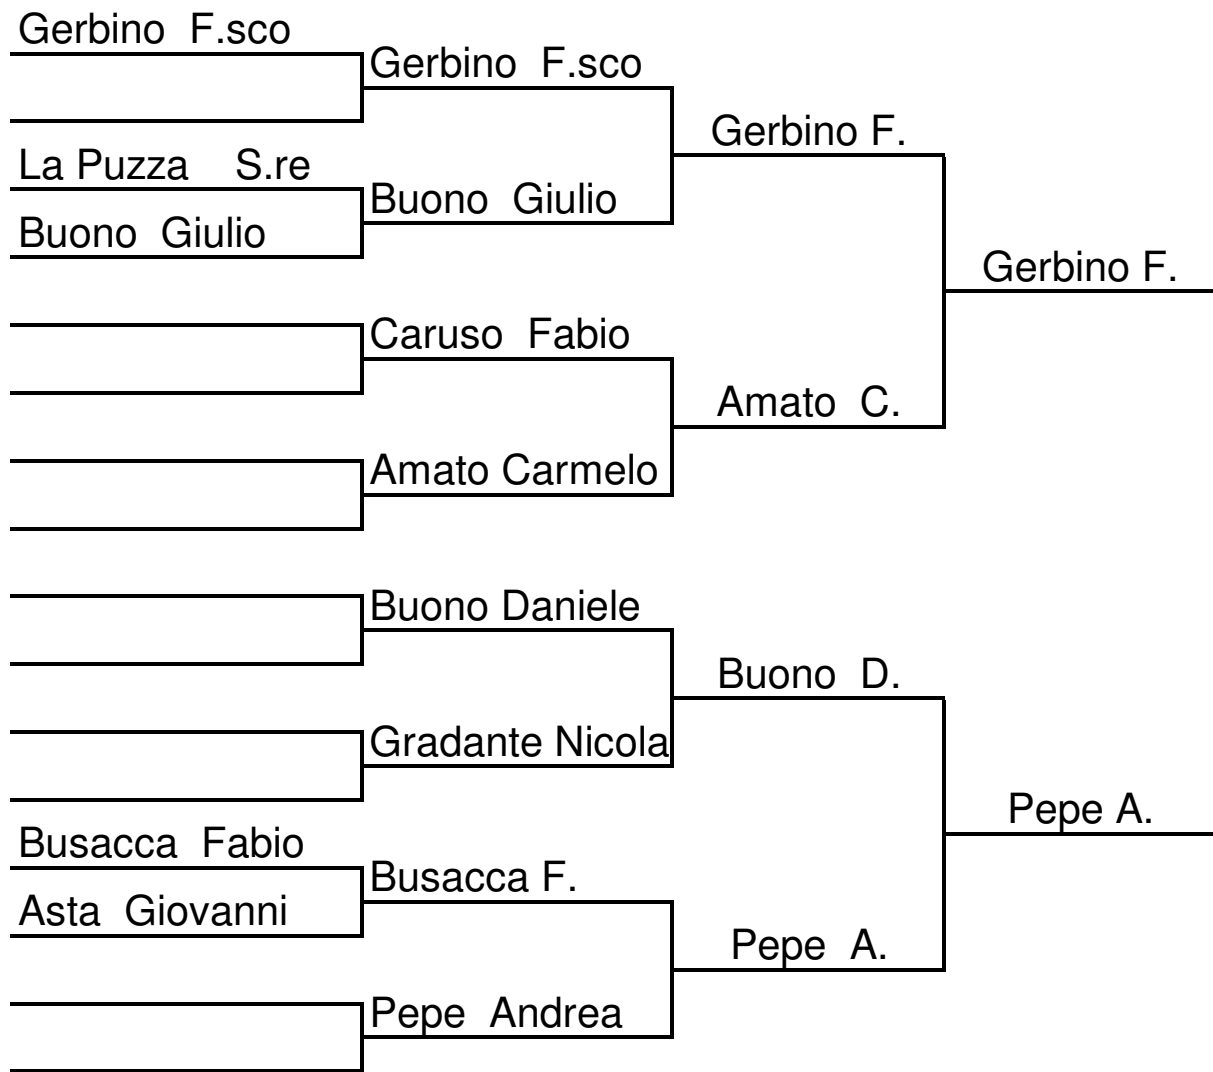 Gerbino F.sco
Gerbino F.sco
Gerbino F.
La Puzza S.re
Buono Giulio
Buono Giulio
Gerbino F.
Caruso Fabio
Amato C.
Amato Carmelo
Buono Daniele
Buono D.
Gradante Nicola
Pepe A.
Busacca Fabio
Busacca F.
Asta Giovanni
Pepe A.
Pepe Andrea